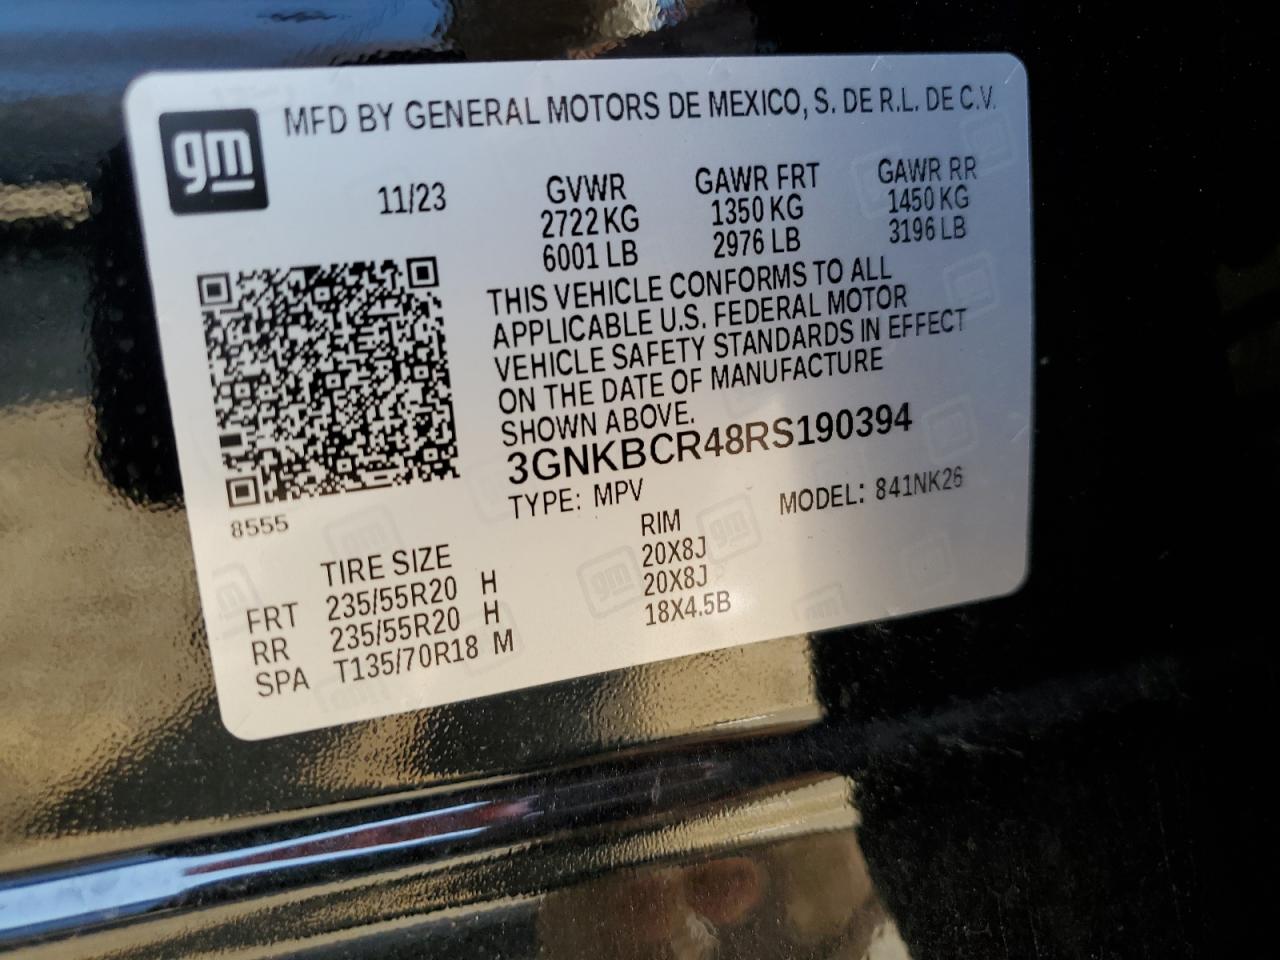 gm
MFD BY GENERAL MOTORS DE MEXICO, S. DE R.L. DE C.V.
11/23
GVWR GAWR FRT GAWR RR
2722 KG 1350 KG 1450 KG
6001 LB 2976 LB 3196 LB
THIS VEHICLE CONFORMS TO ALL
APPLICABLE U.S. FEDERAL MOTOR
VEHICLE SAFETY STANDARDS IN EFFECT
ON THE DATE OF MANUFACTURE
SHOWN ABOVE.
3GNKBCR48RS190394
TYPE: MPV MODEL: 841NK26
8555
TIRE SIZE RIM
FRT 235/55R20 H 20X8J
RR 235/55R20 H 20X8J
SPA T135/70R18 M 18X4.5B